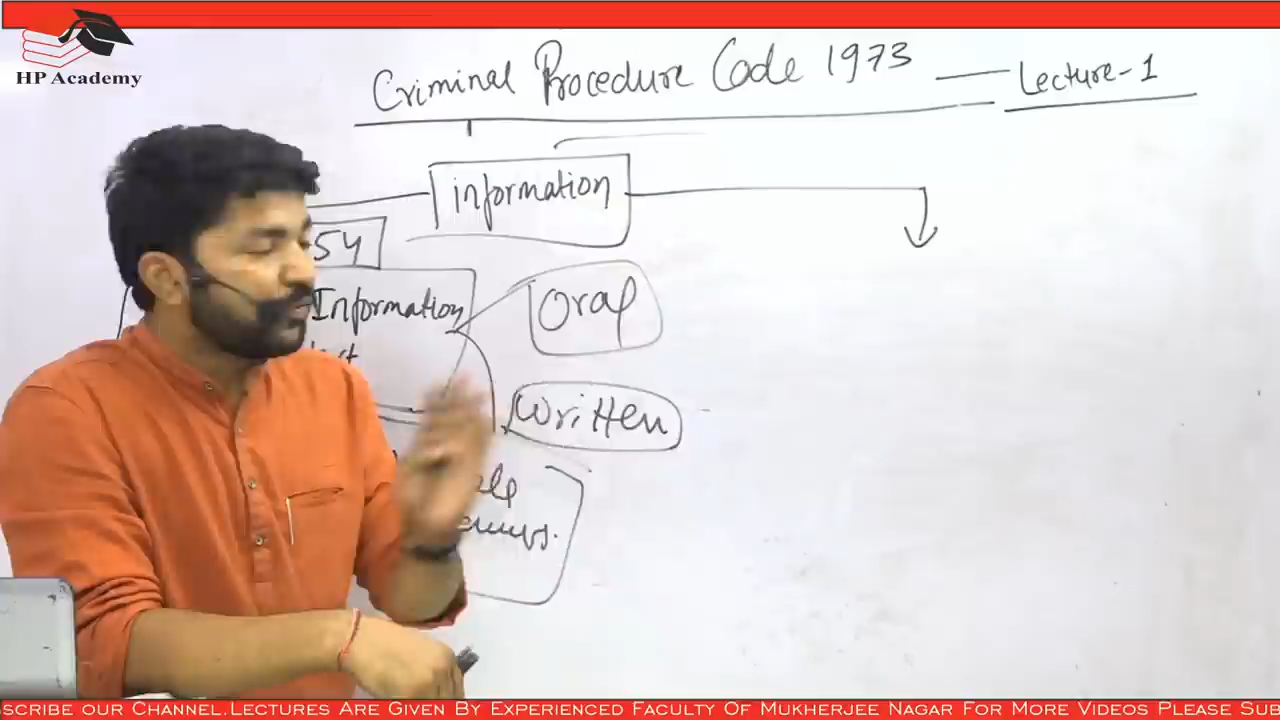 HP Academy
Criminal Procedure Code 1973 — Lecture-1
information
54
Information
Oral
Written
SCRIBE OUR CHANNEL.LECTURES ARE GIVEN BY EXPERIENCED FACULTY OF MUKHERJEE NAGAR FOR MORE VIDEOS PLEASE SUB